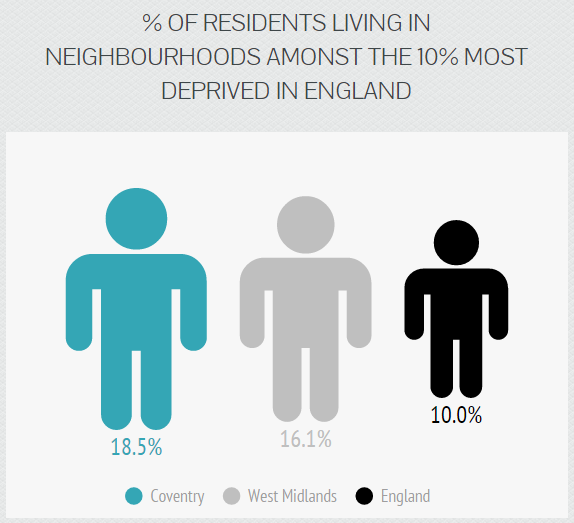 % OF RESIDENTS LIVING IN
NEIGHBOURHOODS AMONST THE 10% MOST
DEPRIVED IN ENGLAND
18.5%
16.1%
10.0%
Coventry
West Midlands
England